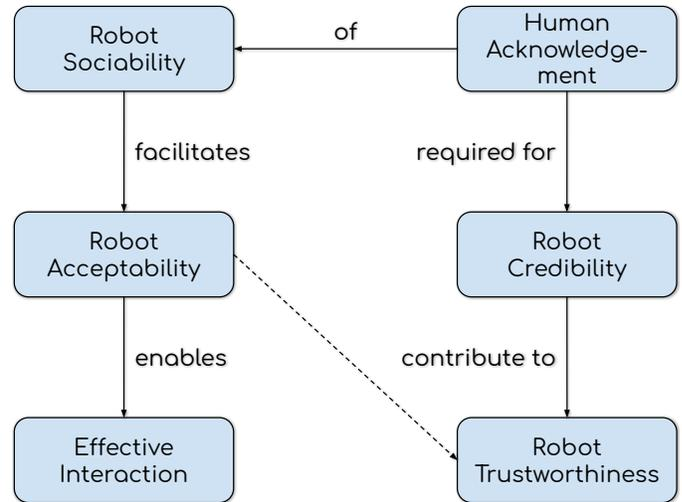 Robot
Sociability
of
Human
Acknowledge-
ment
facilitates
required for
Robot
Acceptability
Robot
Credibility
enables
contribute to
Effective
Interaction
Robot
Trustworthiness